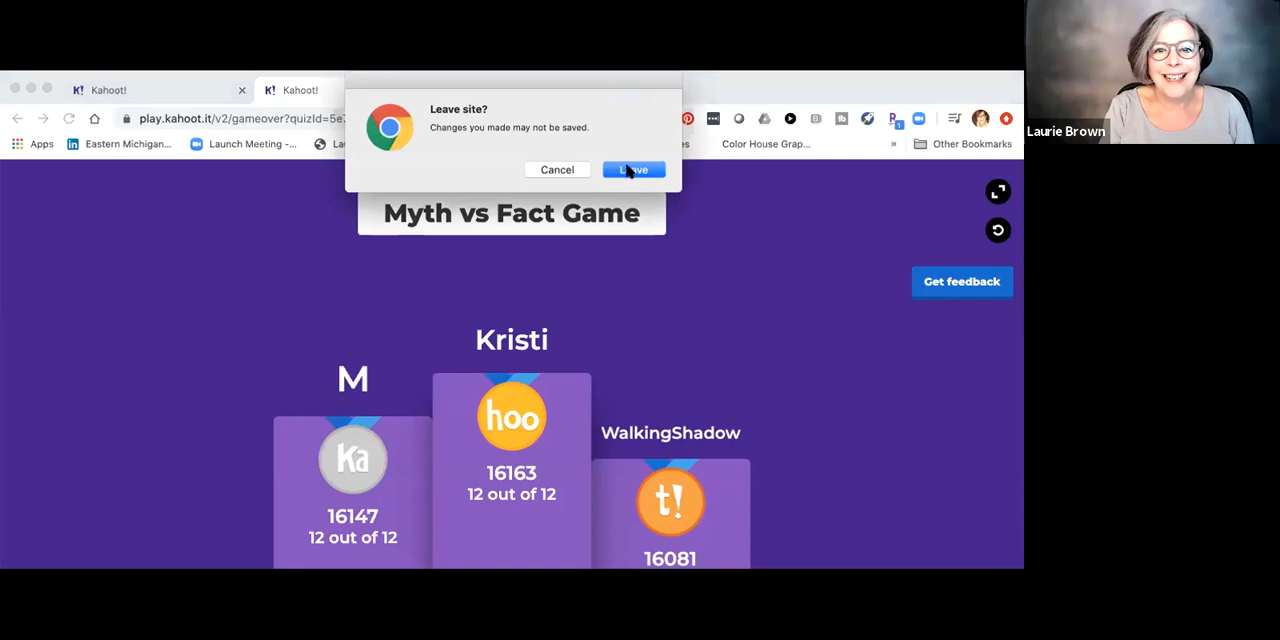 K! Kahoot!
K! Kahoot!
Leave site?
Changes you made may not be saved.
Cancel
play.kahoot.it/v2/gameover?quizId=5e
Laurie Brown
Apps
Eastern Michigan...
Launch Meeting -...
Color House Grap...
»
Other Bookmarks
Myth vs Fact Game
Get feedback
Kristi
M
hoo
WalkingShadow
Ka
16163
12 out of 12
t!
16147
12 out of 12
16081